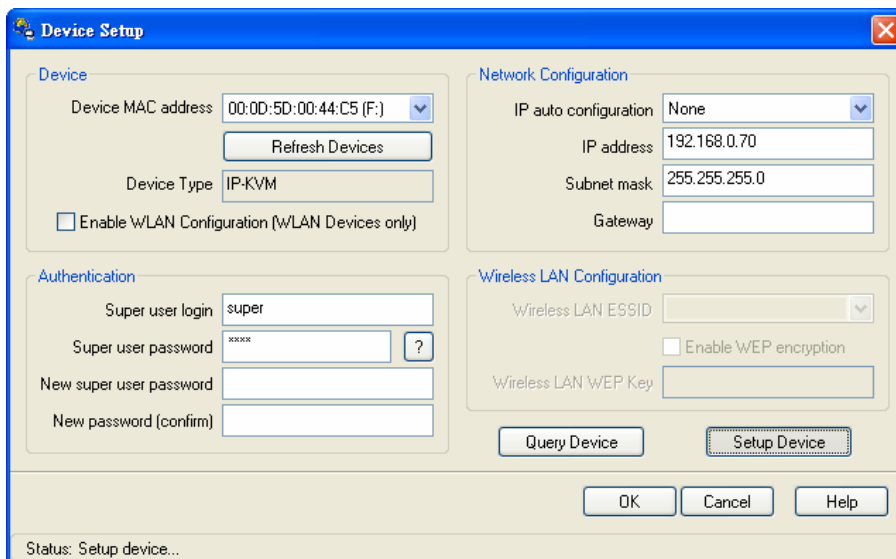 Device Setup
Device
Device MAC address 00:0D:5D:00:44:C5 (F:)
Refresh Devices
Device Type IP-KVM
Enable WLAN Configuration (WLAN Devices only)
Network Configuration
IP auto configuration None
IP address 192.168.0.70
Subnet mask 255.255.255.0
Gateway
Authentication
Super user login super
Super user password **** ?
New super user password
New password (confirm)
Wireless LAN Configuration
Wireless LAN ESSID
Enable WEP encryption
Wireless LAN WEP Key
Query Device Setup Device
OK Cancel Help
Status: Setup device...